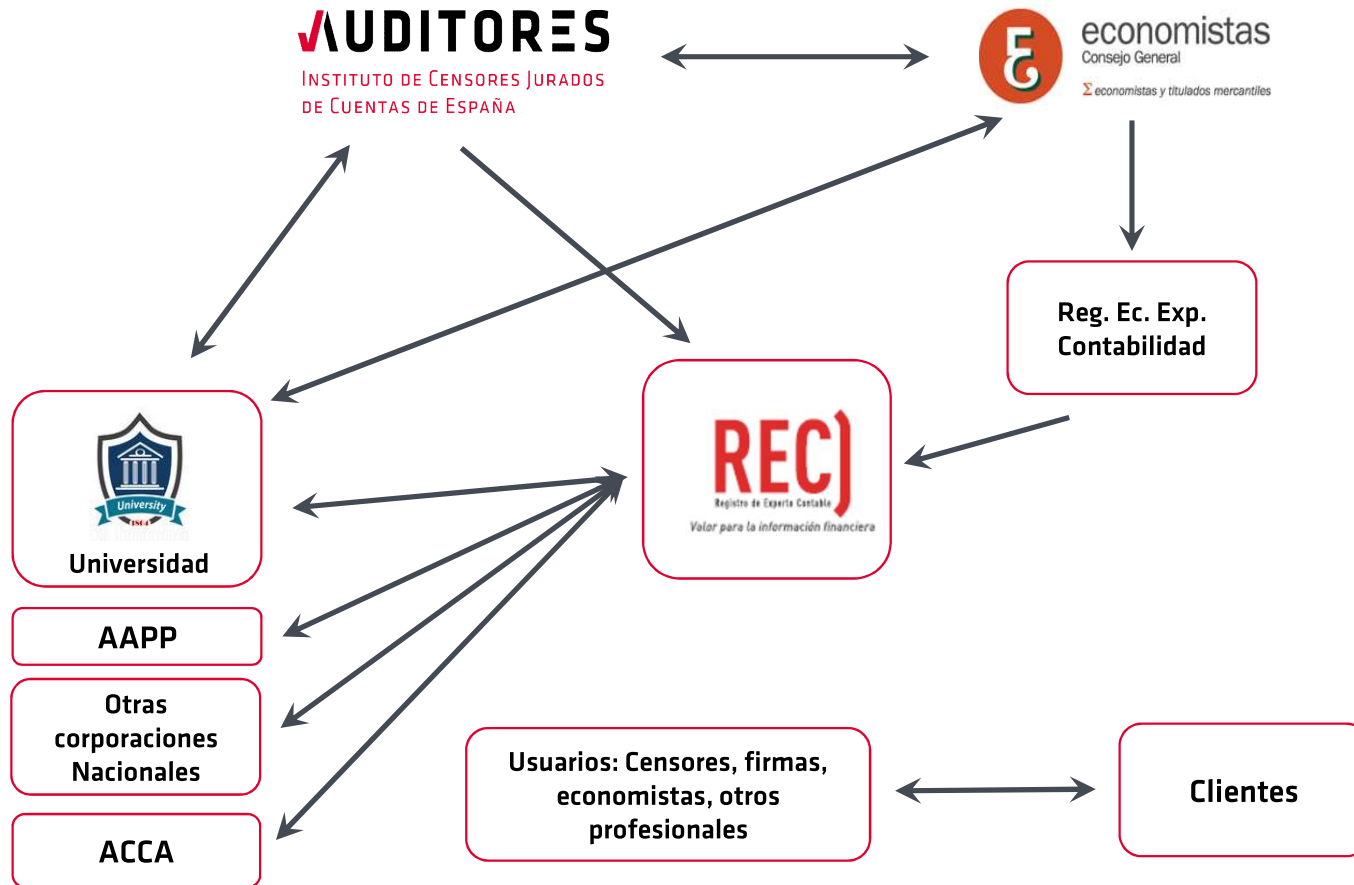 AUDITORES
INSTITUTO DE CENSORES JURADOS
DE CUENTAS DE ESPAÑA
economistas
Consejo General
Σ economistas y titulados mercantiles
Reg. Ec. Exp.
Contabilidad
University
1864
Universidad
REC]
Registro de Experto Contable
Valor para la información financiera
AAPP
Otras
corporaciones
Nacionales
ACCA
Usuarios: Censores, firmas,
economistas, otros
profesionales
Clientes